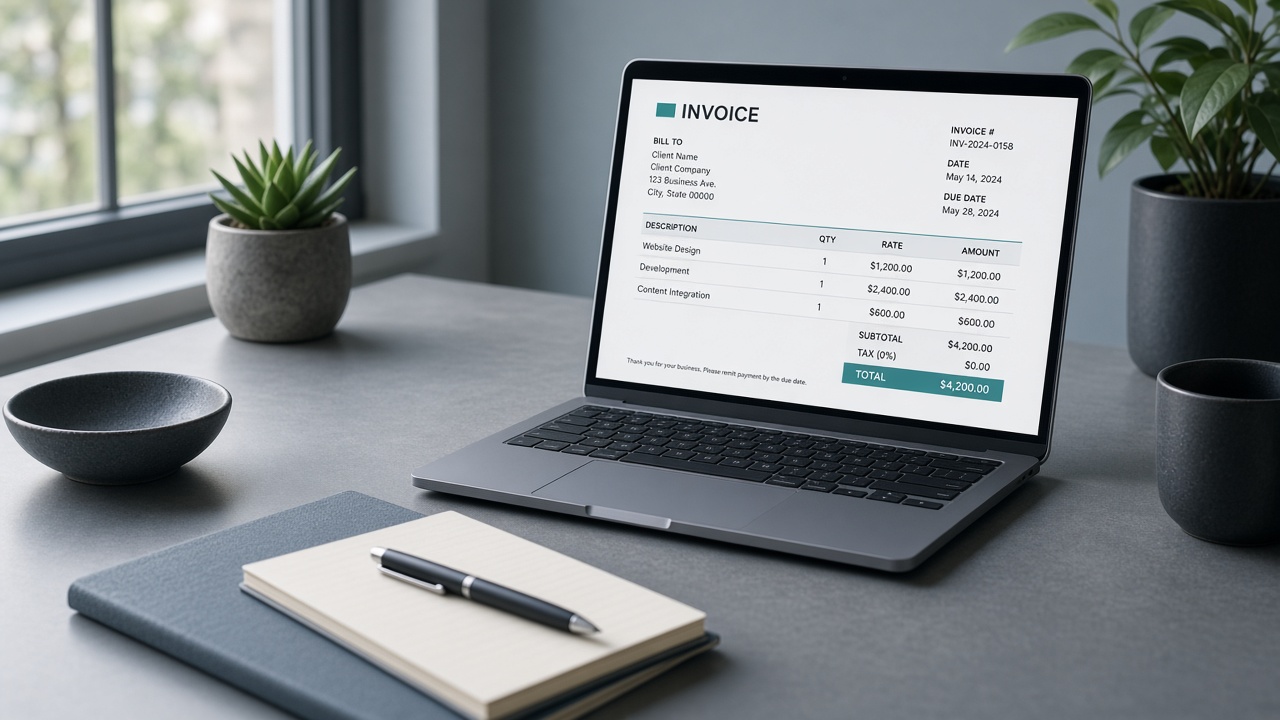 INVOICE
BILL TO
Client Name
Client Company
123 Business Ave.
City, State 00000
INVOICE #
INV-2024-0158
DATE
May 14, 2024
DUE DATE
May 28, 2024
DESCRIPTION QTY RATE AMOUNT
Website Design 1 $1,200.00 $1,200.00
Development 1 $2,400.00 $2,400.00
Content Integration 1 $600.00 $600.00
SUBTOTAL $4,200.00
TAX (0%) $0.00
TOTAL $4,200.00
Thank you for your business. Please remit payment by the due date.